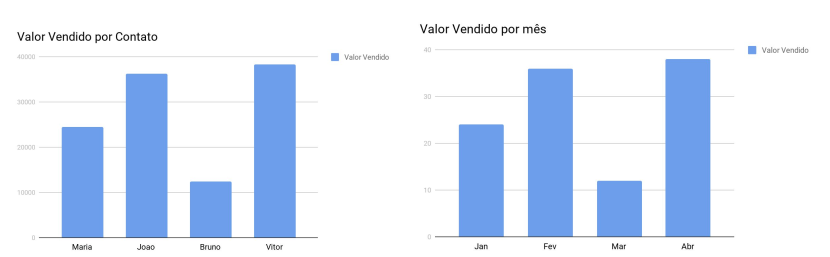 Valor Vendido por Contato
Valor Vendido
40000
30000
20000
10000
0
Maria Joao Bruno Vitor
Valor Vendido por mês
Valor Vendido
40
30
20
10
0
Jan Fev Mar Abr